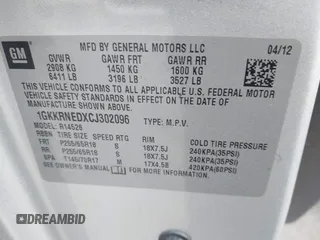 GM
MFD BY GENERAL MOTORS LLC 04/12
GVWR GAWR FRT GAWR RR
2908 KG 1450 KG 1600 KG
6411 LB 3196 LB 3527 LB
THIS VEHICLE CONFORMS TO ALL APPLICABLE U.S. FEDERAL
MOTOR VEHICLE SAFETY, BUMPER, AND THEFT PREVENTION
STANDARDS IN EFFECT ON THE DATE OF MANUFACTURE
SHOWN ABOVE.
1GKKRNEDXCJ302096 TYPE: M.P.V.
MODEL: R14526
TIRE SIZE SPEED RTG RIM COLD TIRE PRESSURE
FRT P255/65R18 S 18X7.5J 240KPA(35PSI)
RR P255/65R18 S 18X7.5J 240KPA(35PSI)
SPA T145/70R17 M 17X4.5B 420KPA(60PSI)
SEE OWNER'S MANUAL FOR
DREAMBID